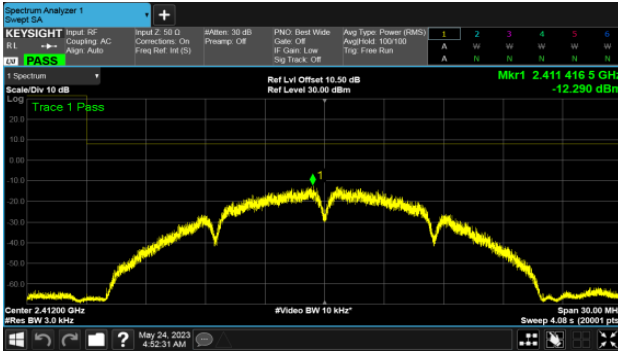 Spectrum Analyzer 1
Swept SA
+
KEYSIGHT Input: RF Input Z: 50 Ω #Atten: 30 dB PNO: Best Wide Avg Type: Power (RMS) 1 2 3 4 5 6
RL Coupling: AC Corrections: On Preamp: Off Gate: Off Avg|Hold: 100/100 A W W W W W
Align: Auto Freq Ref: Int (S) IF Gain: Low Trig: Free Run
LXI PASS Sig Track: Off A N N N N N
1 Spectrum Ref Lvl Offset 10.50 dB Mkr1 2.411 416 5 GHz
Scale/Div 10 dB Ref Level 30.00 dBm -12.290 dBm
Log
Trace 1 Pass
20.0
10.0
0.00
1
-10.0
-20.0
-30.0
-40.0
-50.0
-60.0
Center 2.41200 GHz #Video BW 10 kHz* Span 30.00 MH
#Res BW 3.0 kHz Sweep 4.08 s (20001 pts
? May 24, 2023
4:52:31 AM